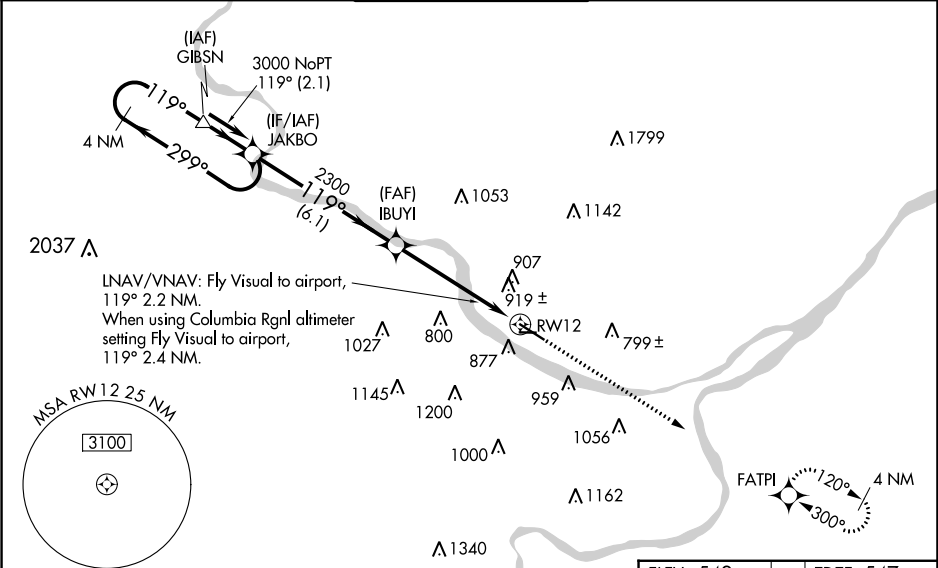 (IAF)
GIBSN
3000 NoPT
119° (2.1)
119°
(IF/IAF)
JAKBO
4 NM
299°
1799
2300
119°
(6.1)
(FAF)
IBUYI
1053
1142
2037
907
LNAV/VNAV: Fly Visual to airport,
119° 2.2 NM.
When using Columbia Rgnl altimeter
setting Fly Visual to airport,
119° 2.4 NM.
919 ±
RW12
1027
800
877
799 ±
1145
1200
959
MSA RW12 25 NM
3100
1000
1056
FATPI
120°
4 NM
300°
1162
1340